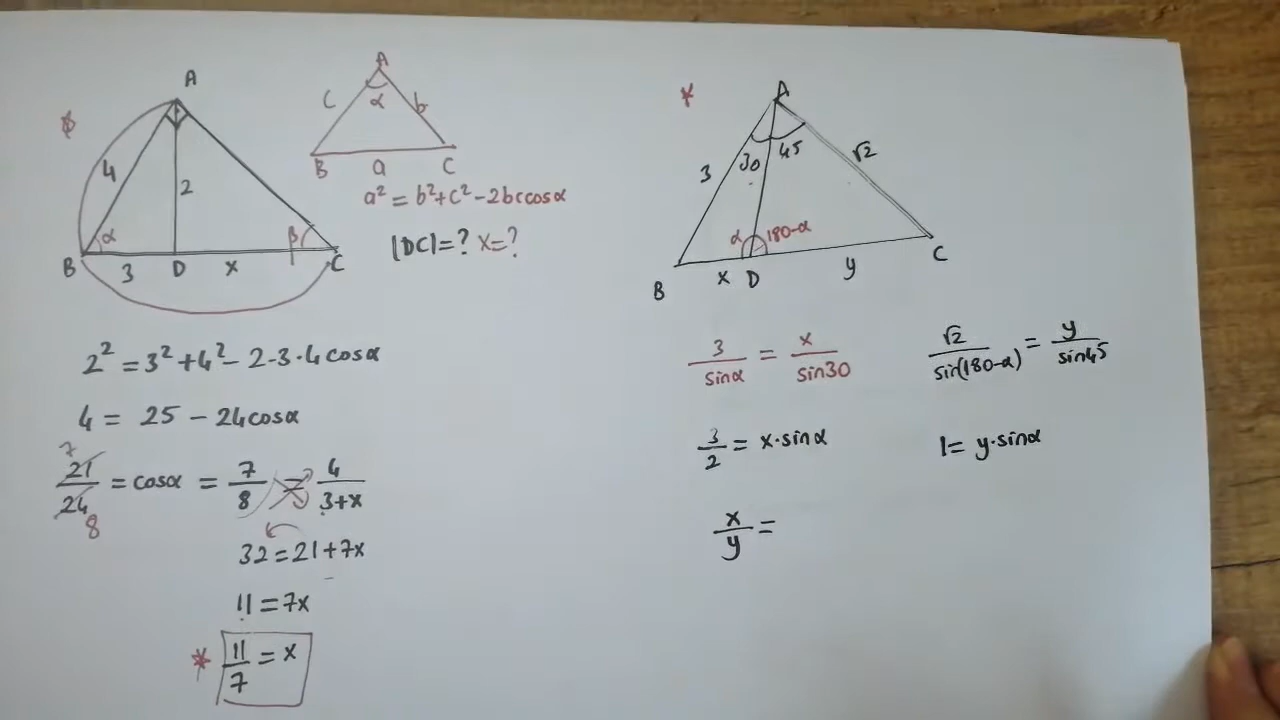 A
4
2
α
β
B
3
D
x
C
A
C
α
b
B
a
C
a² = b² + c² - 2bc cosα
|DC| = ? x = ?
2² = 3² + 4² - 2·3·4 cosα
4 = 25 - 24cosα
7
21/24 = cosα = 7/8 = 4/3+x
8
32 = 21 + 7x
11 = 7x
* 11/7 = x
*
A
3
30
45
√2
α
180-α
B
x
D
y
C
3/sinα = x/sin30
√2/sin(180-α) = y/sin45
3/2 = x·sinα
1 = y·sinα
x/y =